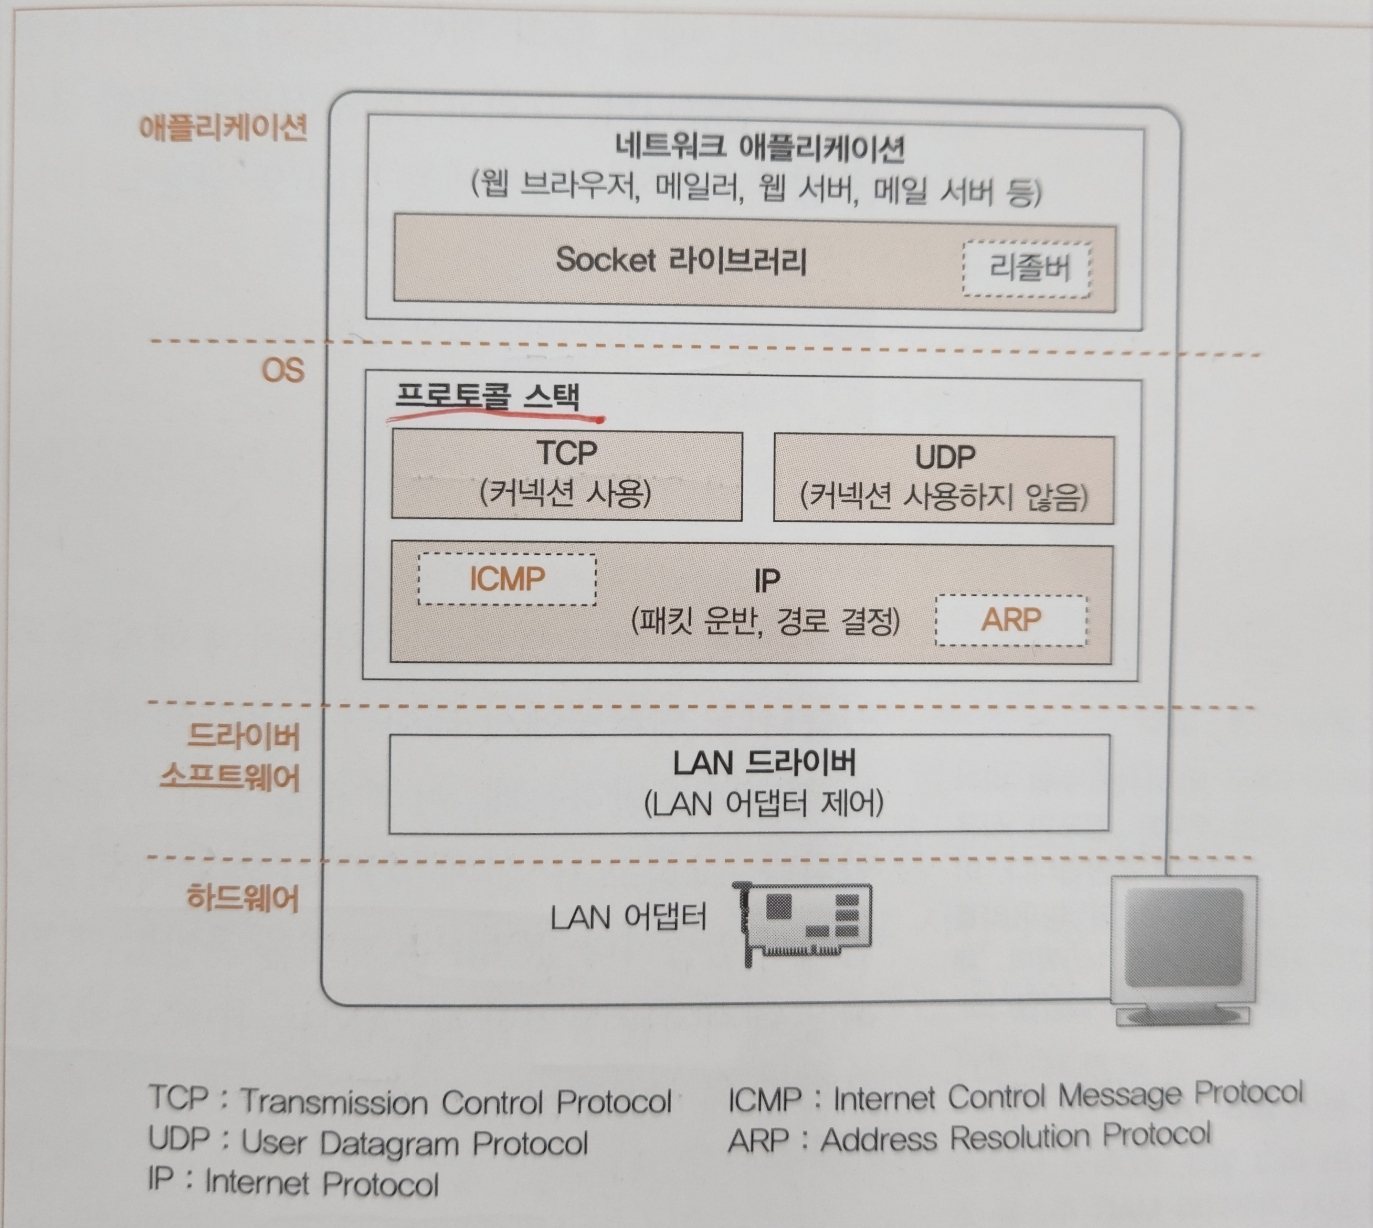 애플리케이션
네트워크 애플리케이션
(웹 브라우저, 메일러, 웹 서버, 메일 서버 등)
Socket 라이브러리
리졸버
OS
프로토콜 스택
TCP
(커넥션 사용)
UDP
(커넥션 사용하지 않음)
ICMP
IP
(패킷 운반, 경로 결정)
ARP
드라이버
소프트웨어
LAN 드라이버
(LAN 어댑터 제어)
하드웨어
LAN 어댑터
TCP : Transmission Control Protocol
UDP : User Datagram Protocol
IP : Internet Protocol
ICMP : Internet Control Message Protocol
ARP : Address Resolution Protocol